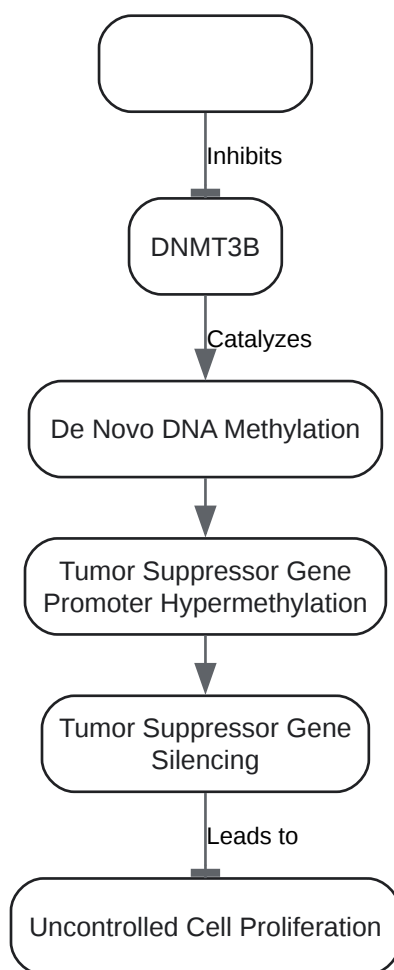 Inhibits
DNMT3B
Catalyzes
De Novo DNA Methylation
Tumor Suppressor Gene
Promoter Hypermethylation
Tumor Suppressor Gene
Silencing
Leads to
Uncontrolled Cell Proliferation